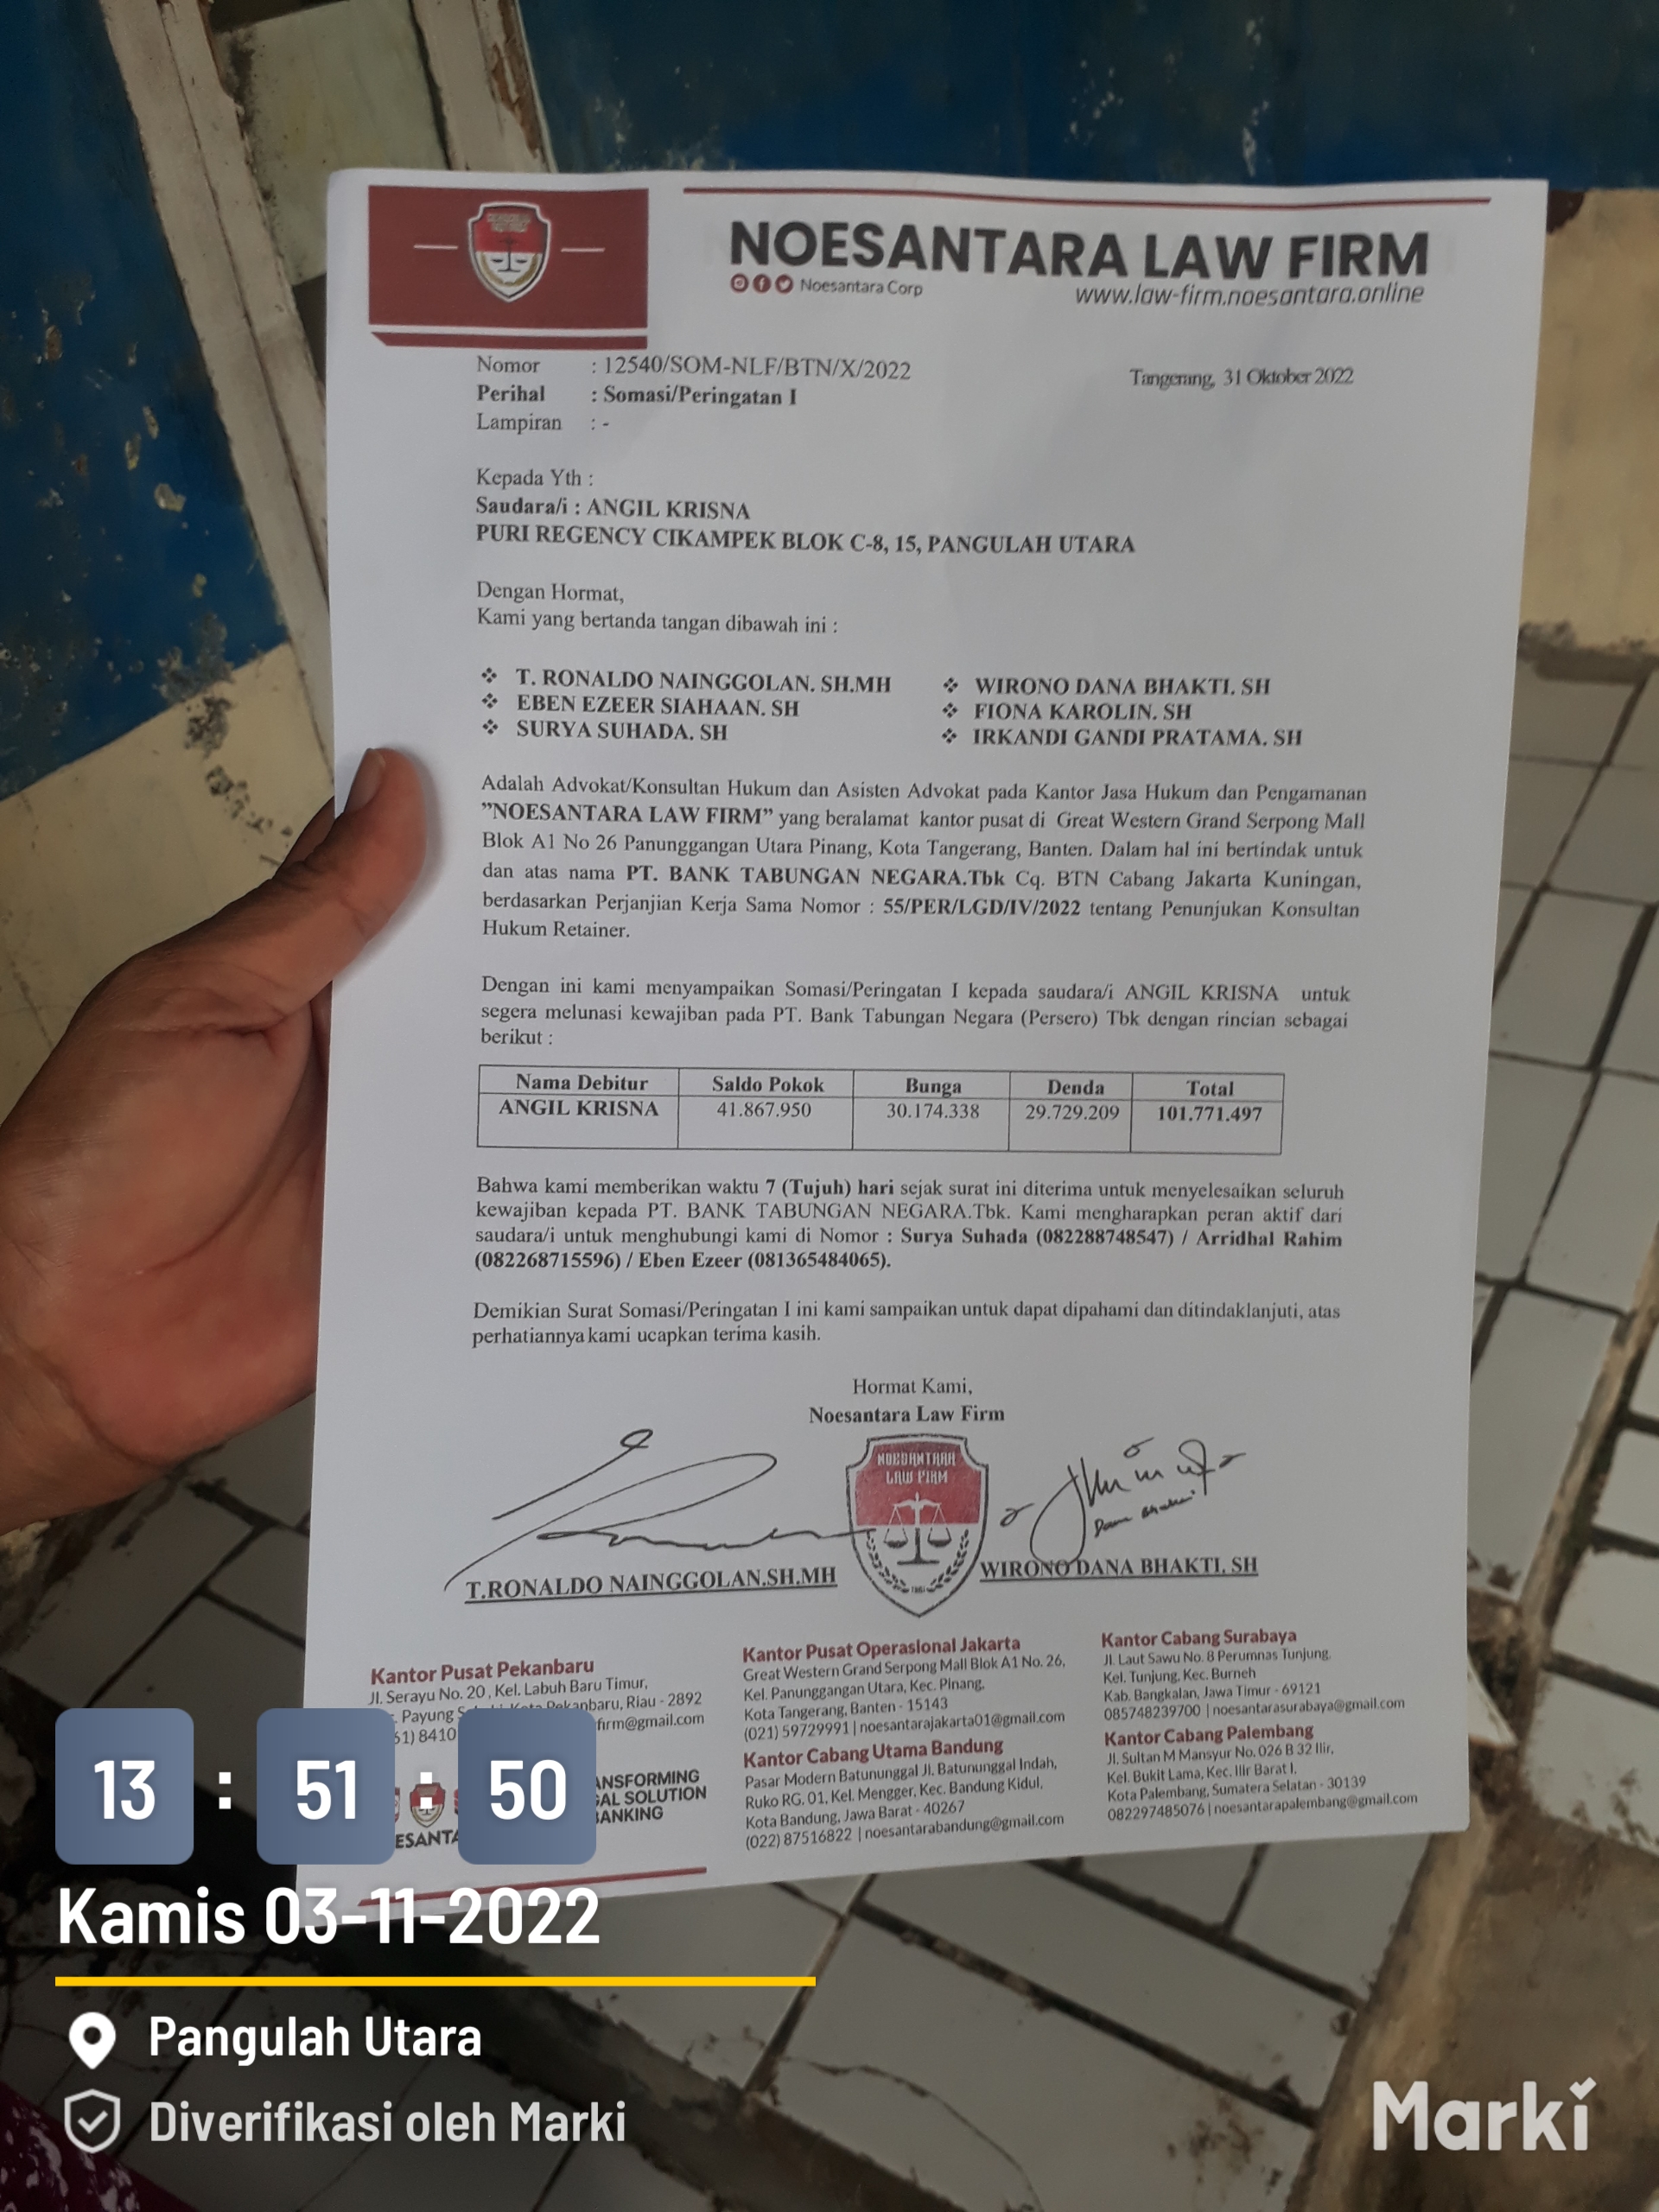 NOESANTARA LAW FIRM
Noesantara Corp
www.law-firm.noesantara.online
Nomor : 12540/SOM-NLF/BTN/X/2022
Tangerang, 31 Oktober 2022
Perihal : Somasi/Peringatan I
Lampiran : -
Kepada Yth :
Saudara/i : ANGIL KRISNA
PURI REGENCY CIKAMPEK BLOK C-8, 15, PANGULAH UTARA
Dengan Hormat,
Kami yang bertanda tangan dibawah ini :
❖ T. RONALDO NAINGGOLAN. SH.MH
❖ EBEN EZEER SIAHAAN. SH
❖ SURYA SUHADA. SH
❖ WIRONO DANA BHAKTI. SH
❖ FIONA KAROLIN. SH
❖ IRKANDI GANDI PRATAMA. SH
Adalah Advokat/Konsultan Hukum dan Asisten Advokat pada Kantor Jasa Hukum dan Pengamanan
”NOESANTARA LAW FIRM” yang beralamat kantor pusat di Great Western Grand Serpong Mall
Blok A1 No 26 Panunggangan Utara Pinang, Kota Tangerang, Banten. Dalam hal ini bertindak untuk
dan atas nama PT. BANK TABUNGAN NEGARA.Tbk Cq. BTN Cabang Jakarta Kuningan,
berdasarkan Perjanjian Kerja Sama Nomor : 55/PER/LGD/IV/2022 tentang Penunjukan Konsultan
Hukum Retainer.
Dengan ini kami menyampaikan Somasi/Peringatan I kepada saudara/i ANGIL KRISNA untuk
segera melunasi kewajiban pada PT. Bank Tabungan Negara (Persero) Tbk dengan rincian sebagai
berikut :
Nama Debitur Saldo Pokok Bunga Denda Total
ANGIL KRISNA 41.867.950 30.174.338 29.729.209 101.771.497
Bahwa kami memberikan waktu 7 (Tujuh) hari sejak surat ini diterima untuk menyelesaikan seluruh
kewajiban kepada PT. BANK TABUNGAN NEGARA.Tbk. Kami mengharapkan peran aktif dari
saudara/i untuk menghubungi kami di Nomor : Surya Suhada (082288748547) / Arridhal Rahim
(082268715596) / Eben Ezeer (081365484065).
Demikian Surat Somasi/Peringatan I ini kami sampaikan untuk dapat dipahami dan ditindaklanjuti, atas
perhatiannya kami ucapkan terima kasih.
Hormat Kami,
Noesantara Law Firm
NOESANTARA
LAW FIRM
T.RONALDO NAINGGOLAN.SH.MH
WIRONO DANA BHAKTI. SH
Kantor Pusat Pekanbaru
Jl. Serayu No. 20 , Kel. Labuh Baru Timur,
Payung Pekanbaru, Riau - 2892
61) 8410 firm@gmail.com
ANSFORMING
AL SOLUTION
ANKING
ESANTA
Kantor Pusat Operasional Jakarta
Great Western Grand Serpong Mall Blok A1 No. 26,
Kel. Panunggangan Utara, Kec. Pinang,
Kota Tangerang, Banten - 15143
(021) 59729991 | noesantarajakarta01@gmail.com
Kantor Cabang Utama Bandung
Pasar Modern Batununggal Jl. Batununggal Indah,
Ruko RG. 01, Kel. Mengger, Kec. Bandung Kidul,
Kota Bandung, Jawa Barat - 40267
(022) 87516822 | noesantarabandung@gmail.com
Kantor Cabang Surabaya
Jl. Laut Sawu No. 8 Perumnas Tunjung,
Kel. Tunjung, Kec. Burneh
Kab. Bangkalan, Jawa Timur - 69121
085748239700 | noesantarasurabaya@gmail.com
Kantor Cabang Palembang
Jl. Sultan M Mansyur No. 026 B 32 Ilir,
Kel. Bukit Lama, Kec. Ilir Barat I,
Kota Palembang, Sumatera Selatan - 30139
082297485076 | noesantarapalembang@gmail.com
13 : 51 : 50
Kamis 03-11-2022
Pangulah Utara
Diverifikasi oleh Marki
Marki